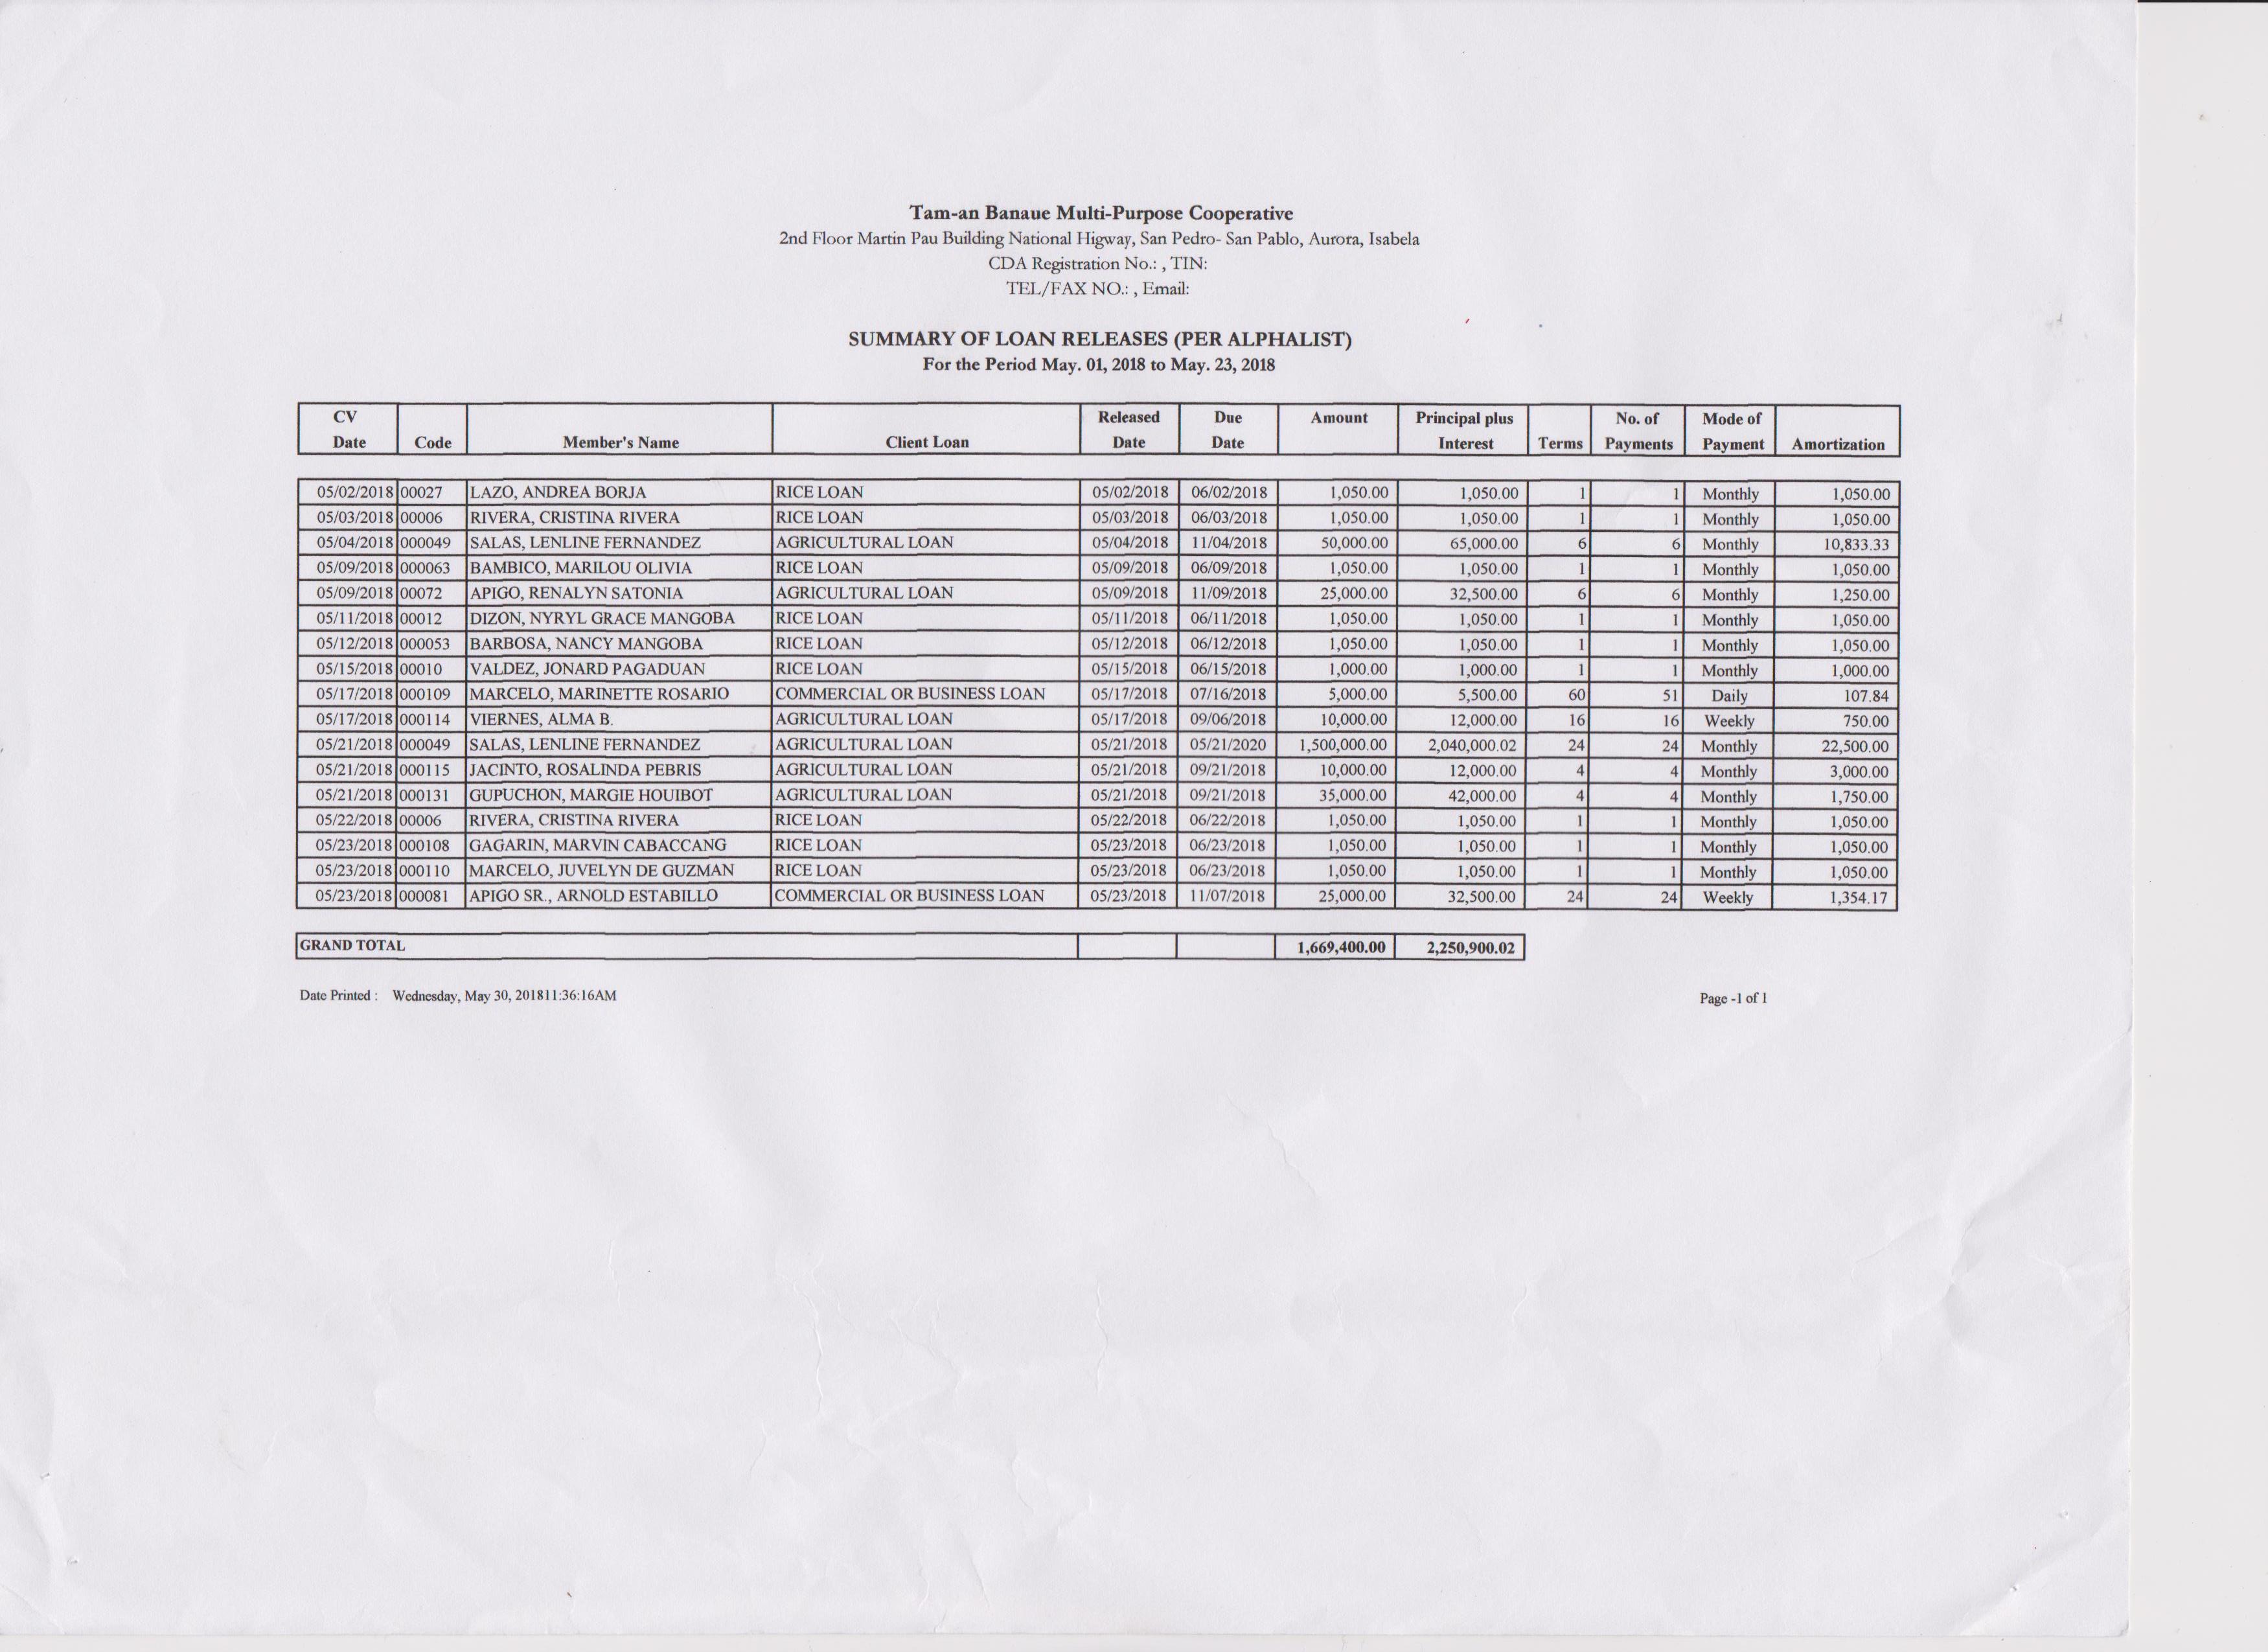 Tam-an Banaue Multi-Purpose Cooperative
2nd Floor Martin Pau Building National Higway, San Pedro- San Pablo, Aurora, Isabela
CDA Registration No.: , TIN:
TEL/FAX NO.: , Email:
SUMMARY OF LOAN RELEASES (PER ALPHALIST)
For the Period May. 01, 2018 to May. 23, 2018
CV Date Code Member's Name Client Loan Released Date Due Date Amount Principal plus Interest Terms No. of Payments Mode of Payment Amortization
05/02/2018 00027 LAZO, ANDREA BORJA RICE LOAN 05/02/2018 06/02/2018 1,050.00 1,050.00 1 1 Monthly 1,050.00
05/03/2018 00006 RIVERA, CRISTINA RIVERA RICE LOAN 05/03/2018 06/03/2018 1,050.00 1,050.00 1 1 Monthly 1,050.00
05/04/2018 000049 SALAS, LENLINE FERNANDEZ AGRICULTURAL LOAN 05/04/2018 11/04/2018 50,000.00 65,000.00 6 6 Monthly 10,833.33
05/09/2018 000063 BAMBICO, MARILOU OLIVIA RICE LOAN 05/09/2018 06/09/2018 1,050.00 1,050.00 1 1 Monthly 1,050.00
05/09/2018 00072 APIGO, RENALYN SATONIA AGRICULTURAL LOAN 05/09/2018 11/09/2018 25,000.00 32,500.00 6 6 Monthly 1,250.00
05/11/2018 00012 DIZON, NYRYL GRACE MANGOBA RICE LOAN 05/11/2018 06/11/2018 1,050.00 1,050.00 1 1 Monthly 1,050.00
05/12/2018 000053 BARBOSA, NANCY MANGOBA RICE LOAN 05/12/2018 06/12/2018 1,050.00 1,050.00 1 1 Monthly 1,050.00
05/15/2018 00010 VALDEZ, JONARD PAGADUAN RICE LOAN 05/15/2018 06/15/2018 1,000.00 1,000.00 1 1 Monthly 1,000.00
05/17/2018 000109 MARCELO, MARINETTE ROSARIO COMMERCIAL OR BUSINESS LOAN 05/17/2018 07/16/2018 5,000.00 5,500.00 60 51 Daily 107.84
05/17/2018 000114 VIERNES, ALMA B. AGRICULTURAL LOAN 05/17/2018 09/06/2018 10,000.00 12,000.00 16 16 Weekly 750.00
05/21/2018 000049 SALAS, LENLINE FERNANDEZ AGRICULTURAL LOAN 05/21/2018 05/21/2020 1,500,000.00 2,040,000.02 24 24 Monthly 22,500.00
05/21/2018 000115 JACINTO, ROSALINDA PEBRIS AGRICULTURAL LOAN 05/21/2018 09/21/2018 10,000.00 12,000.00 4 4 Monthly 3,000.00
05/21/2018 000131 GUPUCHON, MARGIE HOUIBOT AGRICULTURAL LOAN 05/21/2018 09/21/2018 35,000.00 42,000.00 4 4 Monthly 1,750.00
05/22/2018 00006 RIVERA, CRISTINA RIVERA RICE LOAN 05/22/2018 06/22/2018 1,050.00 1,050.00 1 1 Monthly 1,050.00
05/23/2018 000108 GAGARIN, MARVIN CABACCANG RICE LOAN 05/23/2018 06/23/2018 1,050.00 1,050.00 1 1 Monthly 1,050.00
05/23/2018 000110 MARCELO, JUVELYN DE GUZMAN RICE LOAN 05/23/2018 06/23/2018 1,050.00 1,050.00 1 1 Monthly 1,050.00
05/23/2018 000081 APIGO SR., ARNOLD ESTABILLO COMMERCIAL OR BUSINESS LOAN 05/23/2018 11/07/2018 25,000.00 32,500.00 24 24 Weekly 1,354.17
GRAND TOTAL 1,669,400.00 2,250,900.02
Date Printed : Wednesday, May 30, 201811:36:16AM Page -1 of 1